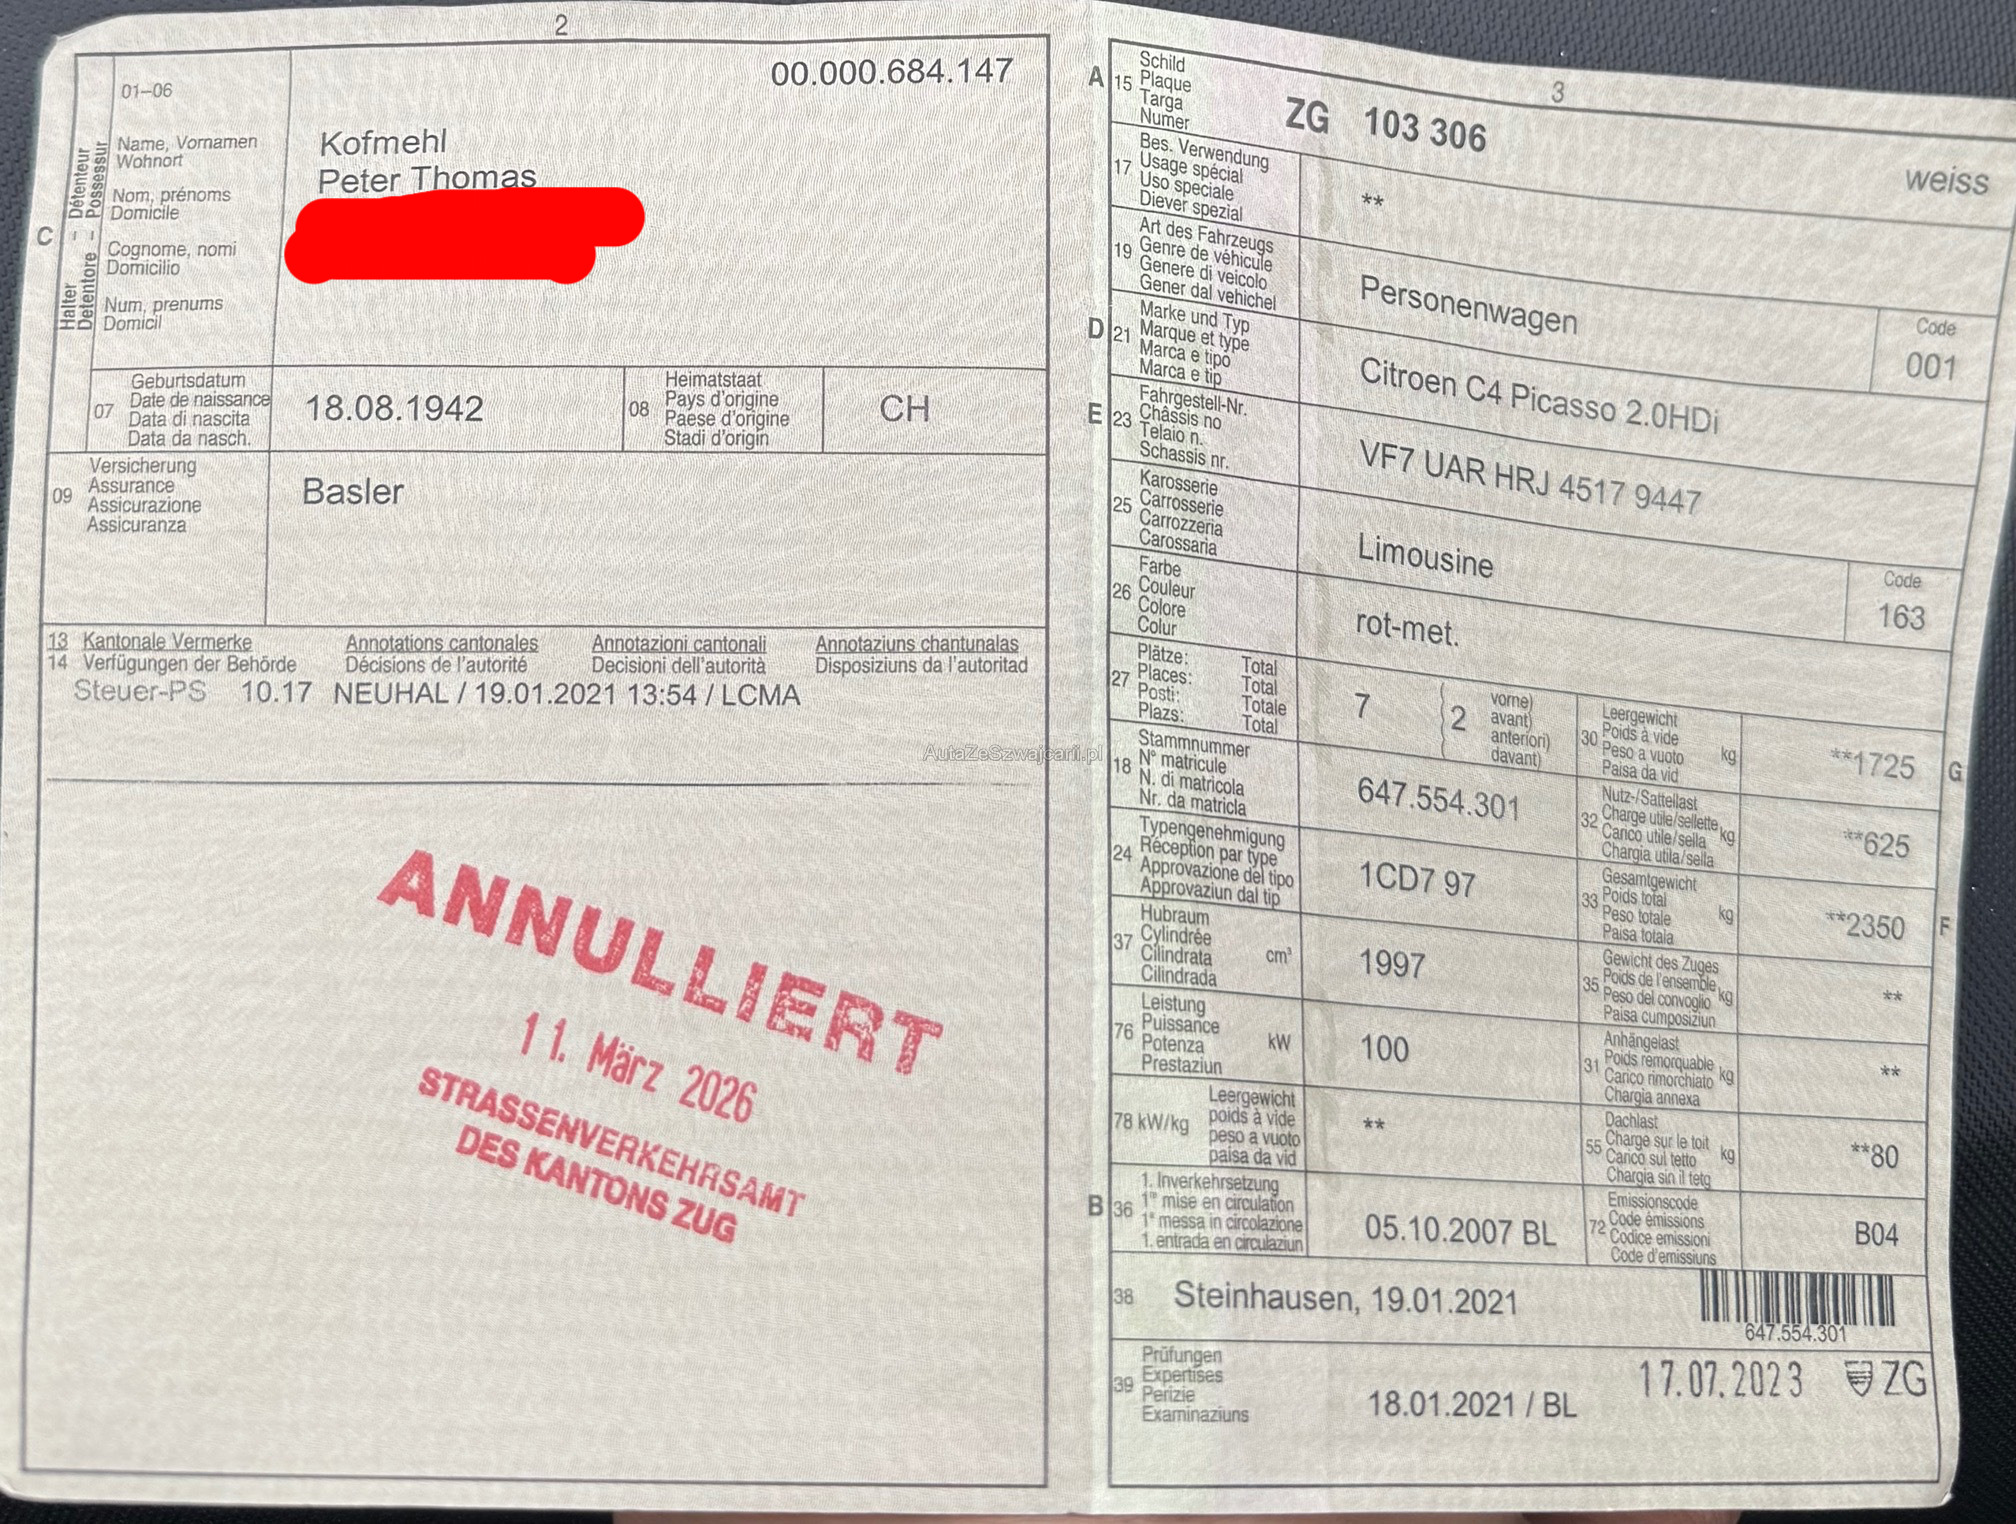 2
01–06
00.000.684.147
C
Halter – Détenteur
Detentore – Possessur
Name, Vornamen
Wohnort
Nom, prénoms
Domicile
Cognome, nomi
Domicilio
Num, prenums
Domicil
Kofmehl
Peter Thomas
07
Geburtsdatum
Date de naissance
Data di nascita
Data da nasch.
18.08.1942
08
Heimatstaat
Pays d'origine
Paese d'origine
Stadi d'origin
CH
09
Versicherung
Assurance
Assicurazione
Assicuranza
Basler
13 Kantonale Vermerke Annotations cantonales Annotazioni cantonali Annotaziuns chantunalas
14 Verfügungen der Behörde Décisions de l'autorité Decisioni dell'autorità Disposiziuns da l'autoritad
Steuer-PS 10.17 NEUHAL / 19.01.2021 13:54 / LCMA
AutaZeSzwajcarii.pl
ANNULLIERT
11. März 2026
STRASSENVERKEHRSAMT
DES KANTONS ZUG
3
A 15
Schild
Plaque
Targa
Numer
ZG 103 306
weiss
17
Bes. Verwendung
Usage spécial
Uso speciale
Diever spezial
**
19
Art des Fahrzeugs
Genre de véhicule
Genere di veicolo
Gener dal vehichel
Personenwagen
Code
001
D 21
Marke und Typ
Marque et type
Marca e tipo
Marca e tip
Citroen C4 Picasso 2.0HDi
E 23
Fahrgestell-Nr.
Châssis no
Telaio n.
Schassis nr.
VF7 UAR HRJ 4517 9447
25
Karosserie
Carrosserie
Carrozzeria
Carossaria
Limousine
Code
163
26
Farbe
Couleur
Colore
Colur
rot-met.
27
Plätze: Total
Places: Total
Posti: Totale
Plazs: Total
7
2
vorne)
avant)
anteriori)
davant)
30
Leergewicht
Poids à vide
Peso a vuoto
Paisa da vid
kg
**1725
G
18
Stammnummer
N° matricule
N. di matricola
Nr. da matricla
647.554.301
32
Nutz-/Sattellast
Charge utile/sellette
Carico utile/sella
Chargia utila/sella
kg
**625
24
Typengenehmigung
Réception par type
Approvazione del tipo
Approvaziun dal tip
1CD7 97
33
Gesamtgewicht
Poids total
Peso totale
Paisa totala
kg
**2350
F
37
Hubraum
Cylindrée
Cilindrata
Cilindrada
cm³
1997
35
Gewicht des Zuges
Poids de l'ensemble
Peso del convoglio
Paisa cumposiziun
kg
**
76
Leistung
Puissance
Potenza
Prestaziun
kW
100
31
Anhängelast
Poids remorquable
Carico rimorchiato
Chargia annexa
kg
**
78 kW/kg
Leergewicht
poids à vide
peso a vuoto
paisa da vid
**
55
Dachlast
Charge sur le toit
Carico sul tetto
Chargia sin il tetg
kg
**80
B 36
1. Inverkehrsetzung
1re mise en circulation
1a messa in circolazione
1. entrada en circulaziun
05.10.2007 BL
72
Emissionscode
Code émissions
Codice emissioni
Code d'emissiuns
B04
38
Steinhausen, 19.01.2021
647.554.301
39
Prüfungen
Expertises
Perizie
Examinaziuns
18.01.2021 / BL
17.07.2023 ZG